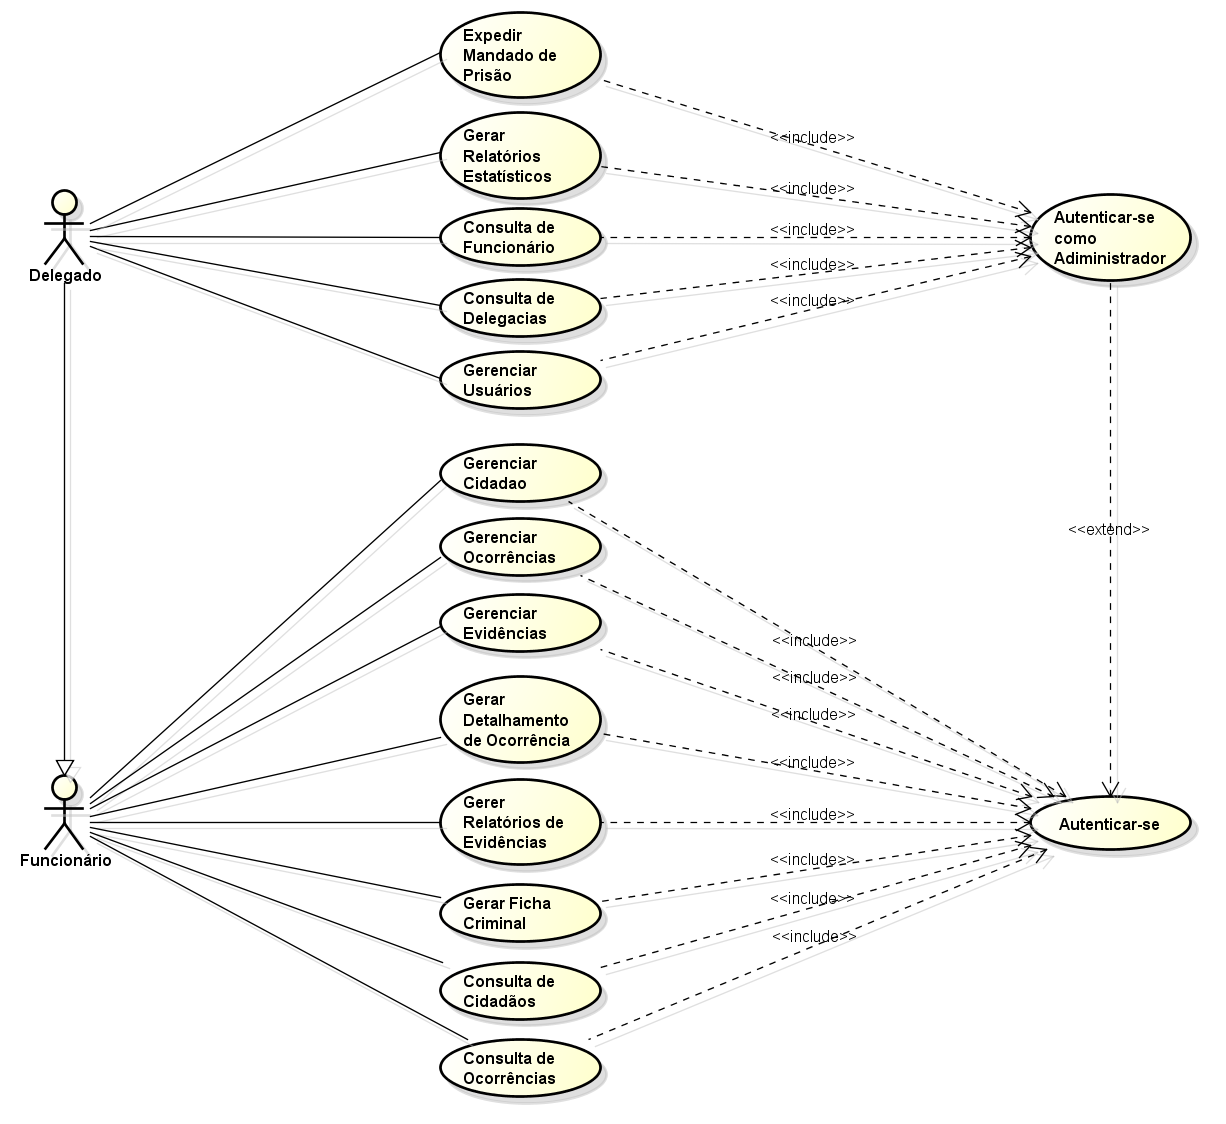 Expedir
Mandado de
Prisão
<<include>>
Gerar
Relatórios
Estatísticos
<<include>>
Delegado
Consulta de
Funcionário
<<include>>
Autenticar-se
como
Adiministrador
Consulta de
Delegacias
<<include>>
Gerenciar
Usuários
<<include>>
Gerenciar
Cidadao
<<extend>>
Gerenciar
Ocorrências
Gerenciar
Evidências
<<include>>
<<include>>
<<include>>
Gerar
Detalhamento
de Ocorrência
<<include>>
Gerer
Relatórios de
Evidências
<<include>>
Autenticar-se
Funcionário
<<include>>
Gerar Ficha
Criminal
<<include>>
<<include>>
Consulta de
Cidadãos
Consulta de
Ocorrências